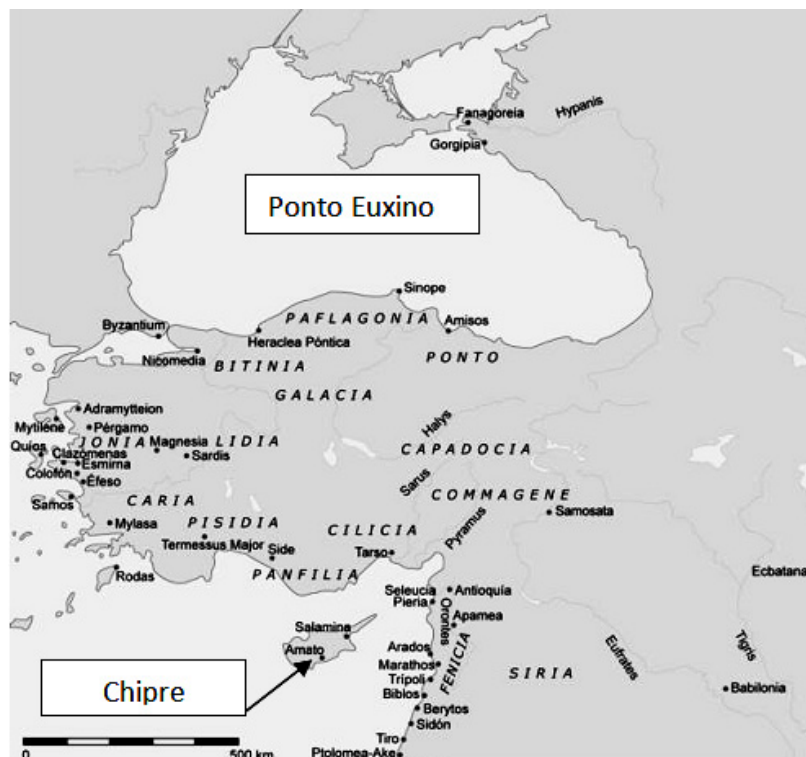 Fanagoreia
Hypanis
Gorgipia
Ponto Euxino
Sinope
PAFLAGONIA
Amisos
Byzantium
Heraclea Póntica
PONTO
Nicomedia
BITINIA
GALACIA
Adramytteion
Mytilene
Pérgamo
Halys
JONIA
Magnesia
LIDIA
Quíos
Clazómenas
Sardis
CAPADOCIA
Esmirna
Colofón
Éfeso
Sarus
COMMAGENE
Samos
CARIA
Samosata
Mylasa
PISIDIA
CILICIA
Pyramus
Termessus Major
Side
Tarso
Rodas
PANFILIA
Ecbatana
Seleucia
Pieria
Antioquía
Orontes
Apamea
Salamina
Amato
Arados
Marathos
FENICIA
Eufrates
Tigris
Chipre
Trípoli
SIRIA
Biblos
Babilonia
Berytos
Sidón
Tiro
0
500 km
Ptolomea-Ake